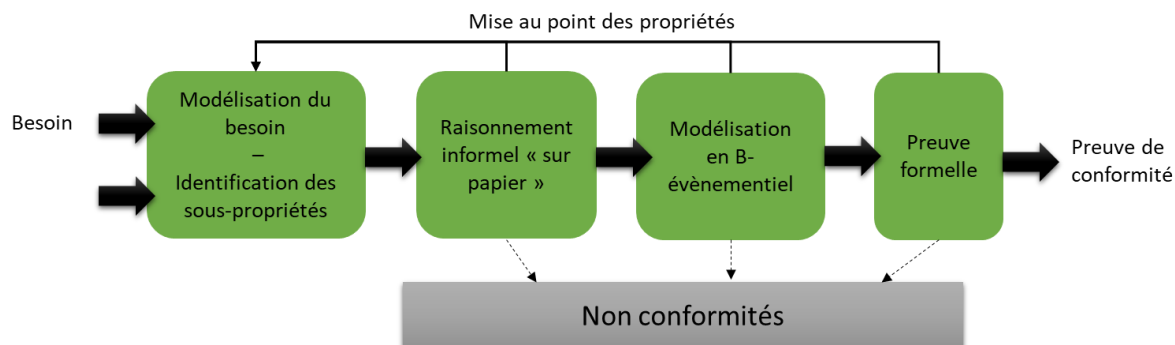 Mise au point des propriétés
Besoin
Modélisation du
besoin
–
Identification des
sous-propriétés
Raisonnement
informel « sur
papier »
Modélisation
en B-
évènementiel
Preuve
formelle
Preuve de
conformité
Non conformités